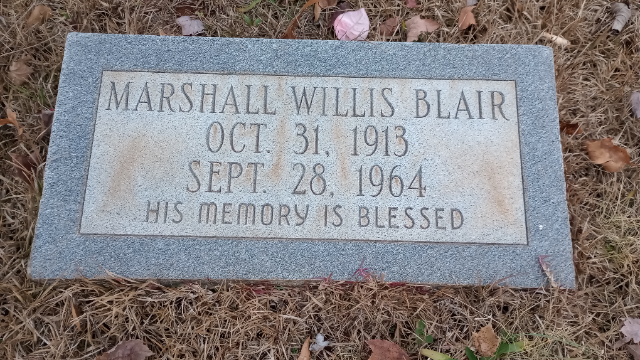 MARSHALL WILLIS BLAIR
OCT. 31, 1913
SEPT. 28, 1964
HIS MEMORY IS BLESSED